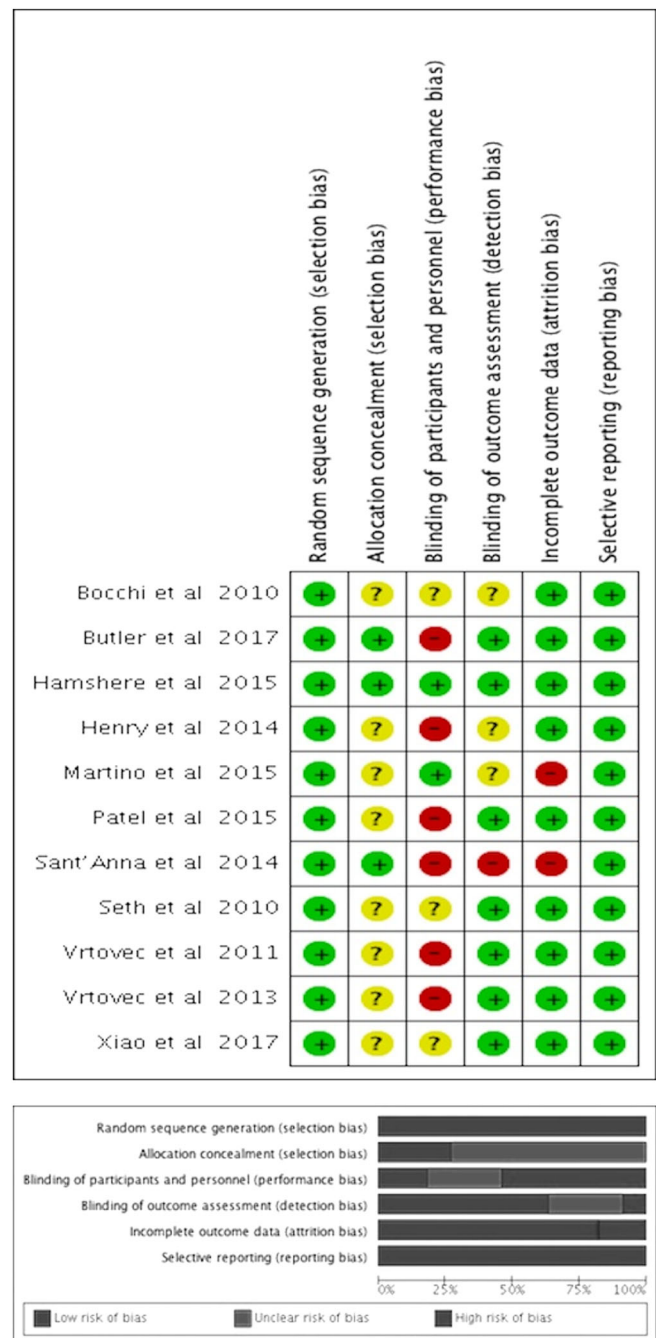 Random sequence generation (selection bias)
Allocation concealment (selection bias)
Blinding of participants and personnel (performance bias)
Blinding of outcome assessment (detection bias)
Incomplete outcome data (attrition bias)
Selective reporting (reporting bias)
Bocchi et al 2010 + ? ? ? + +
Butler et al 2017 + + - + + +
Hamshere et al 2015 + + + + + +
Henry et al 2014 + ? - ? + +
Martino et al 2015 + ? + ? - +
Patel et al 2015 + ? - + + +
Sant'Anna et al 2014 + + - - - +
Seth et al 2010 + ? ? + + +
Vrtovec et al 2011 + ? - + + +
Vrtovec et al 2013 + ? - + + +
Xiao et al 2017 + ? ? + + +
Random sequence generation (selection bias)
Allocation concealment (selection bias)
Blinding of participants and personnel (performance bias)
Blinding of outcome assessment (detection bias)
Incomplete outcome data (attrition bias)
Selective reporting (reporting bias)
0% 25% 50% 75% 100%
Low risk of bias Unclear risk of bias High risk of bias